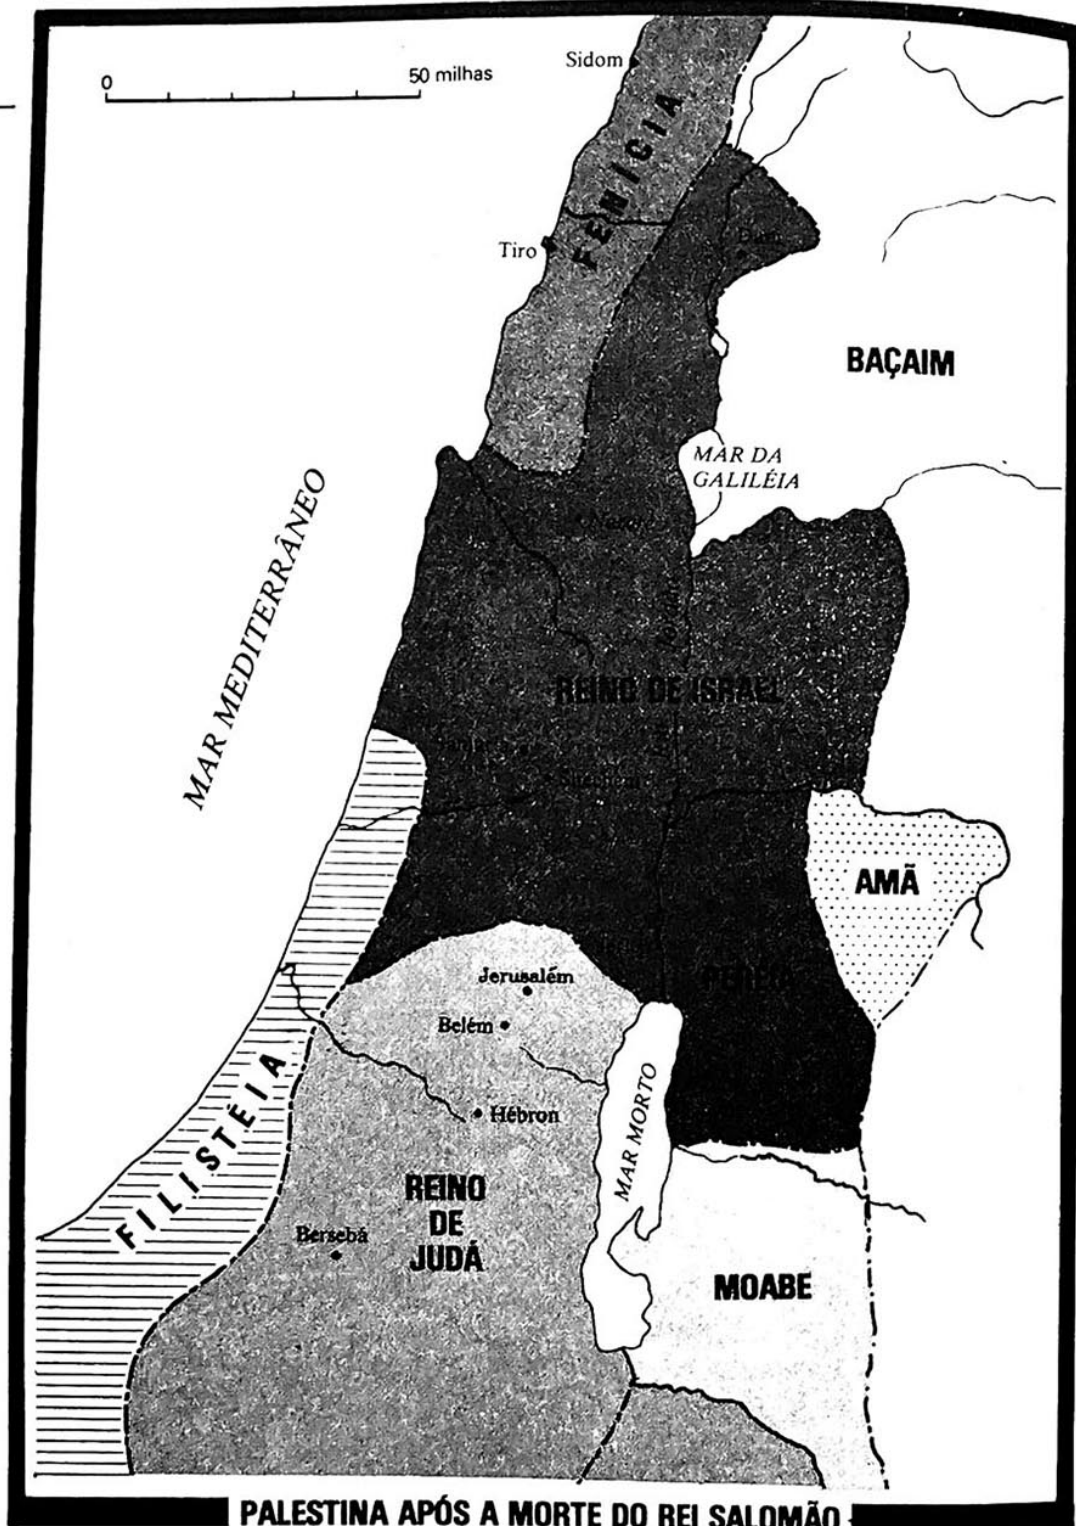 0 50 milhas
Sidom
FENÍCIA
Tiro
BAÇAIM
MAR DA
GALILÉIA
MAR MEDITERRÂNEO
REINO DE ISRAEL
AMÃ
Jerusalém
Belém
Hébron
MAR MORTO
FILISTÉIA
REINO
DE
JUDÁ
Bersebá
MOABE
PALESTINA APÓS A MORTE DO REI SALOMÃO